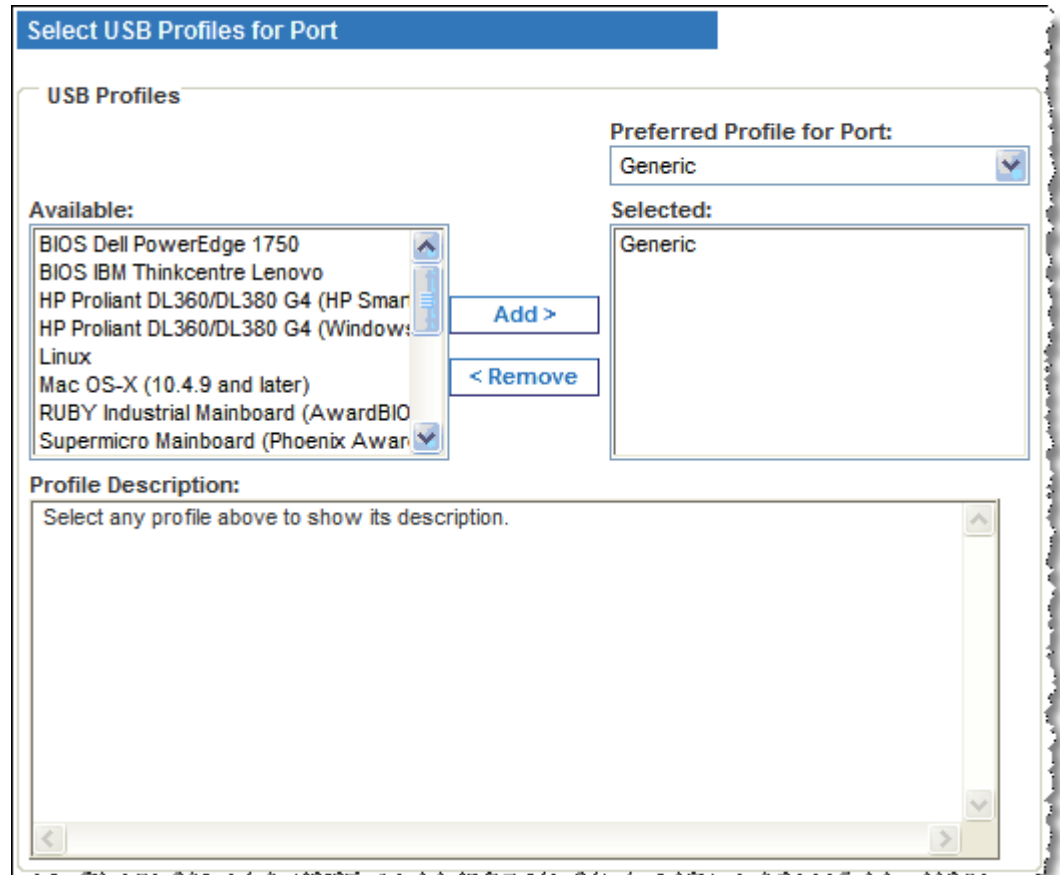 Select USB Profiles for Port
USB Profiles
Preferred Profile for Port:
Generic
Available:
Selected:
BIOS Dell PowerEdge 1750
BIOS IBM Thinkcentre Lenovo
HP Proliant DL360/DL380 G4 (HP Smar
HP Proliant DL360/DL380 G4 (Windows
Linux
Mac OS-X (10.4.9 and later)
RUBY Industrial Mainboard (AwardBIO
Supermicro Mainboard (Phoenix Awar
Add >
< Remove
Generic
Profile Description:
Select any profile above to show its description.